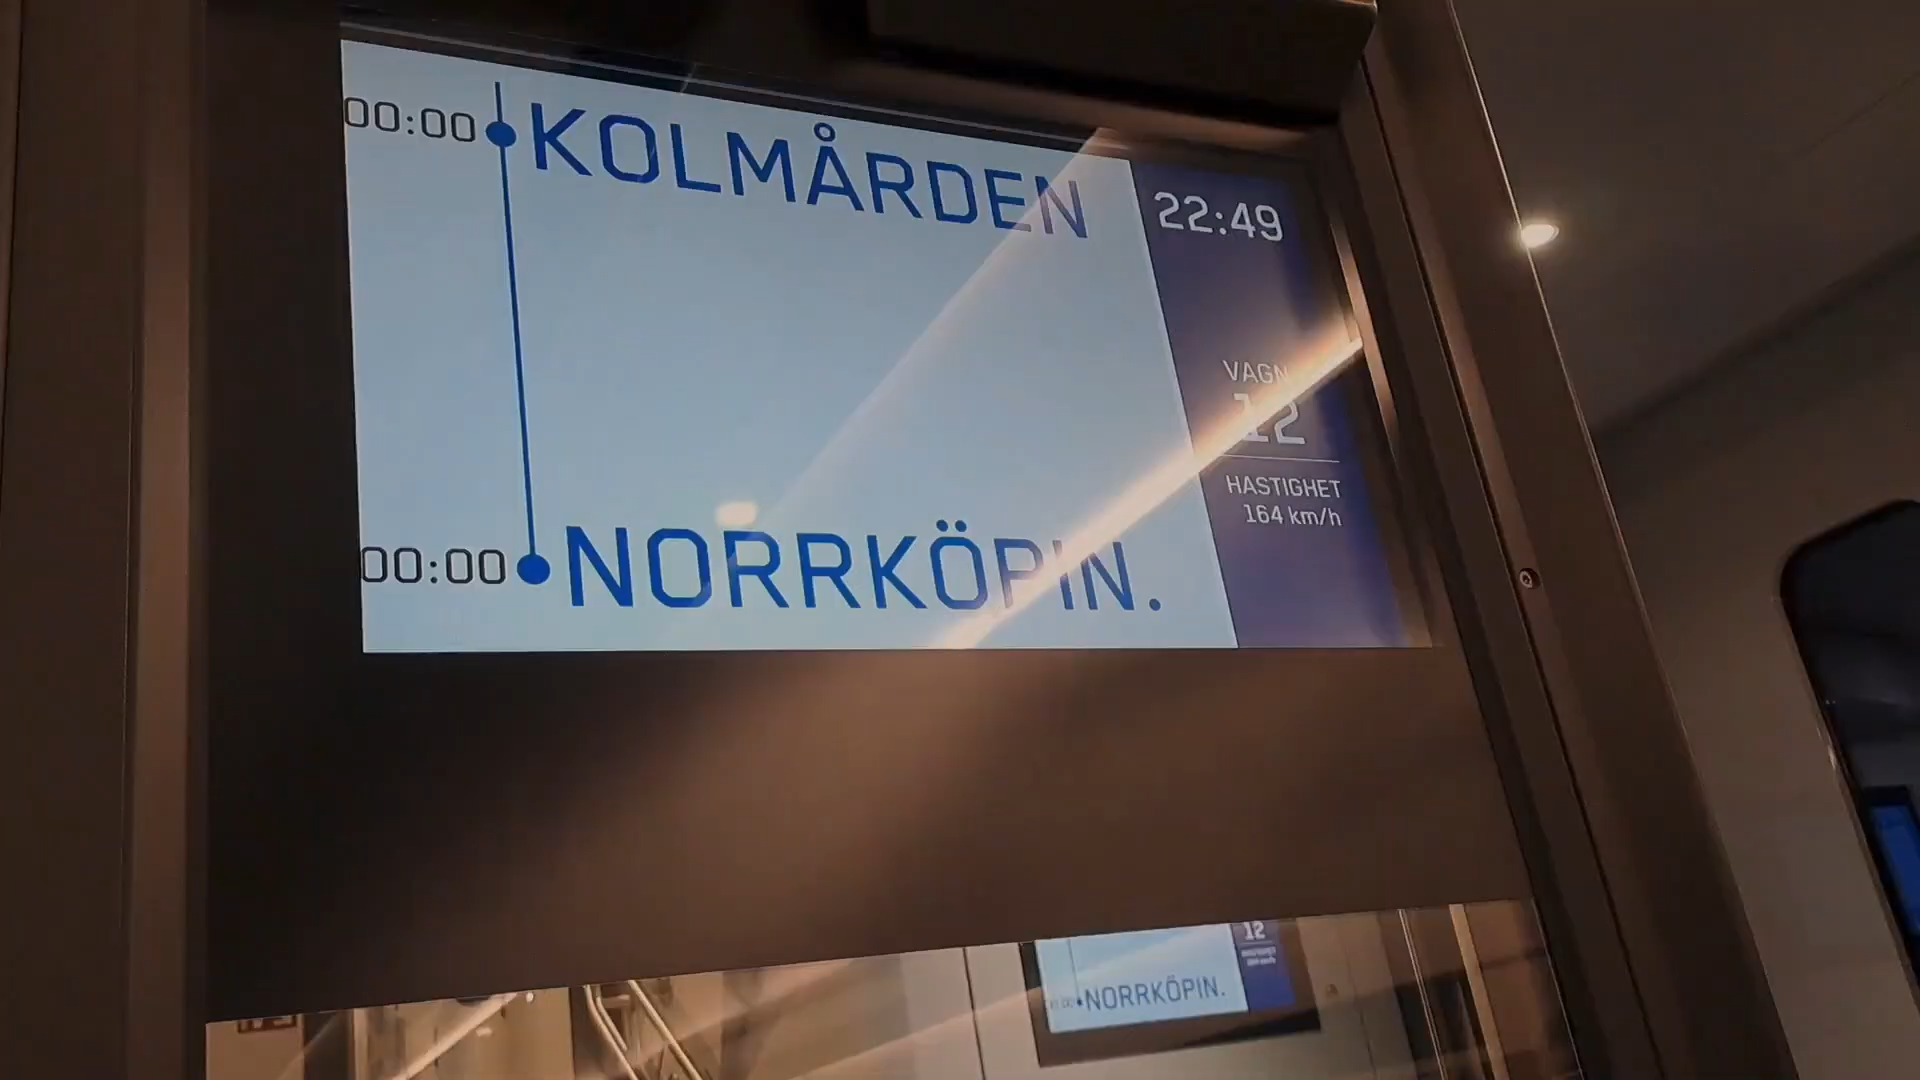 00:00 KOLMÅRDEN
22:49
VAGN
12
HASTIGHET
164 km/h
00:00 NORRKÖPIN.
12
NORRKÖPIN.